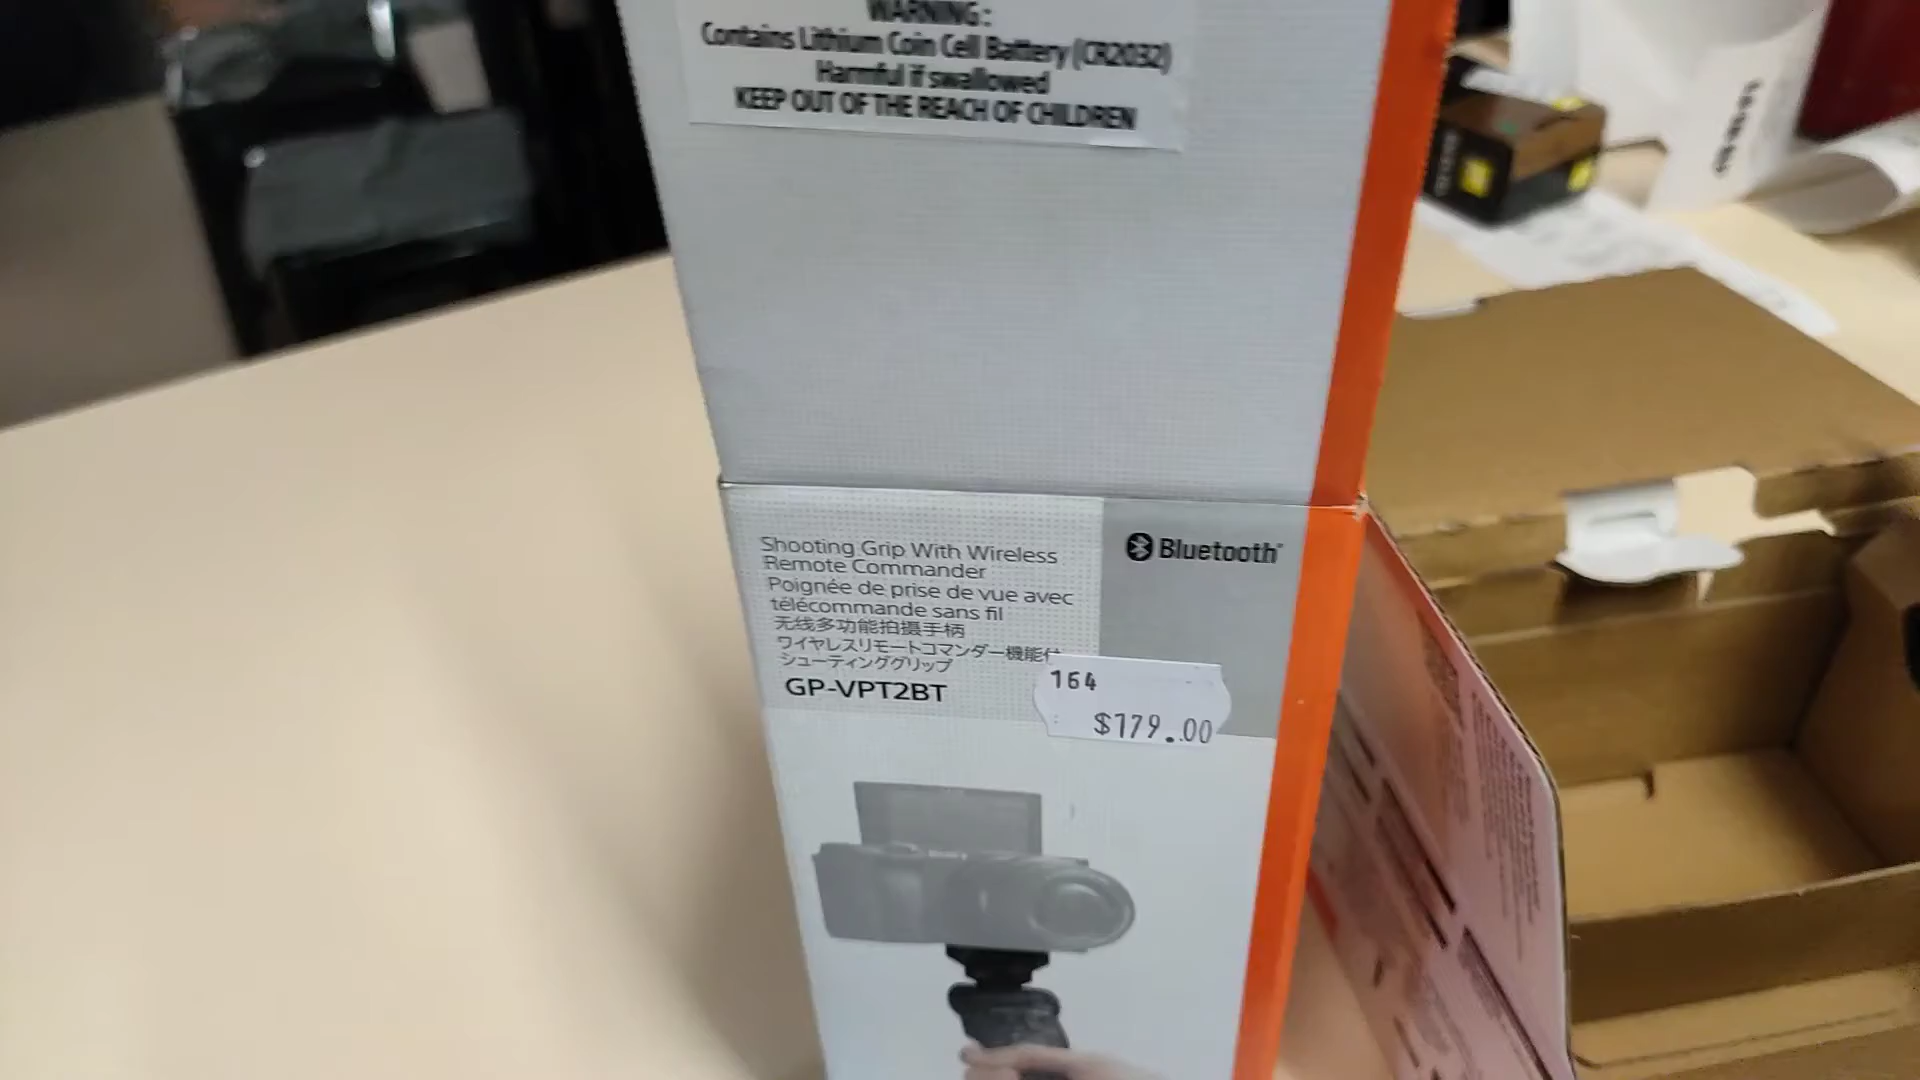 WARNING:
Contains Lithium Coin Cell Battery (CR2032)
Harmful if swallowed
KEEP OUT OF THE REACH OF CHILDREN
Shooting Grip With Wireless
Remote Commander
Poignée de prise de vue avec
télécommande sans fil
无线多功能拍摄手柄
ワイヤレスリモートコマンダー機能付
シューティンググリップ
GP-VPT2BT
Bluetooth
164
$179.00